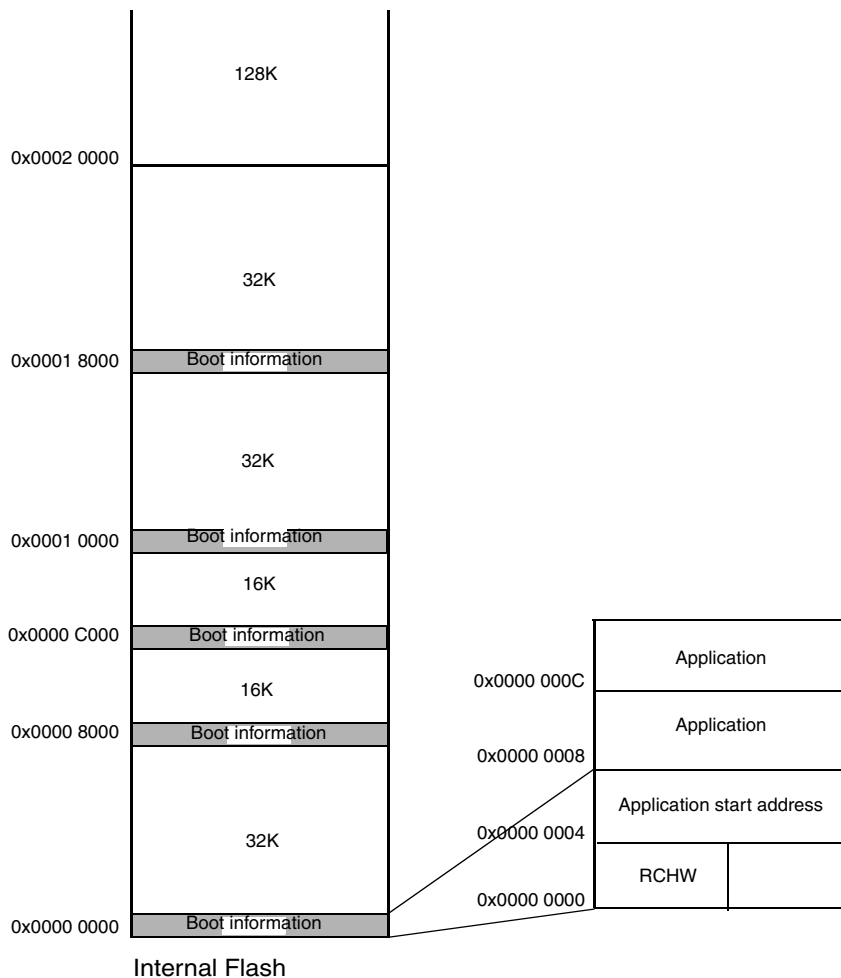 128K
0x0002 0000
32K
0x0001 8000
Boot information
32K
0x0001 0000
Boot information
16K
0x0000 C000
Boot information
16K
0x0000 8000
Boot information
32K
0x0000 0000
Boot information
Internal Flash
Application
0x0000 000C
Application
0x0000 0008
Application start address
0x0000 0004
RCHW
0x0000 0000